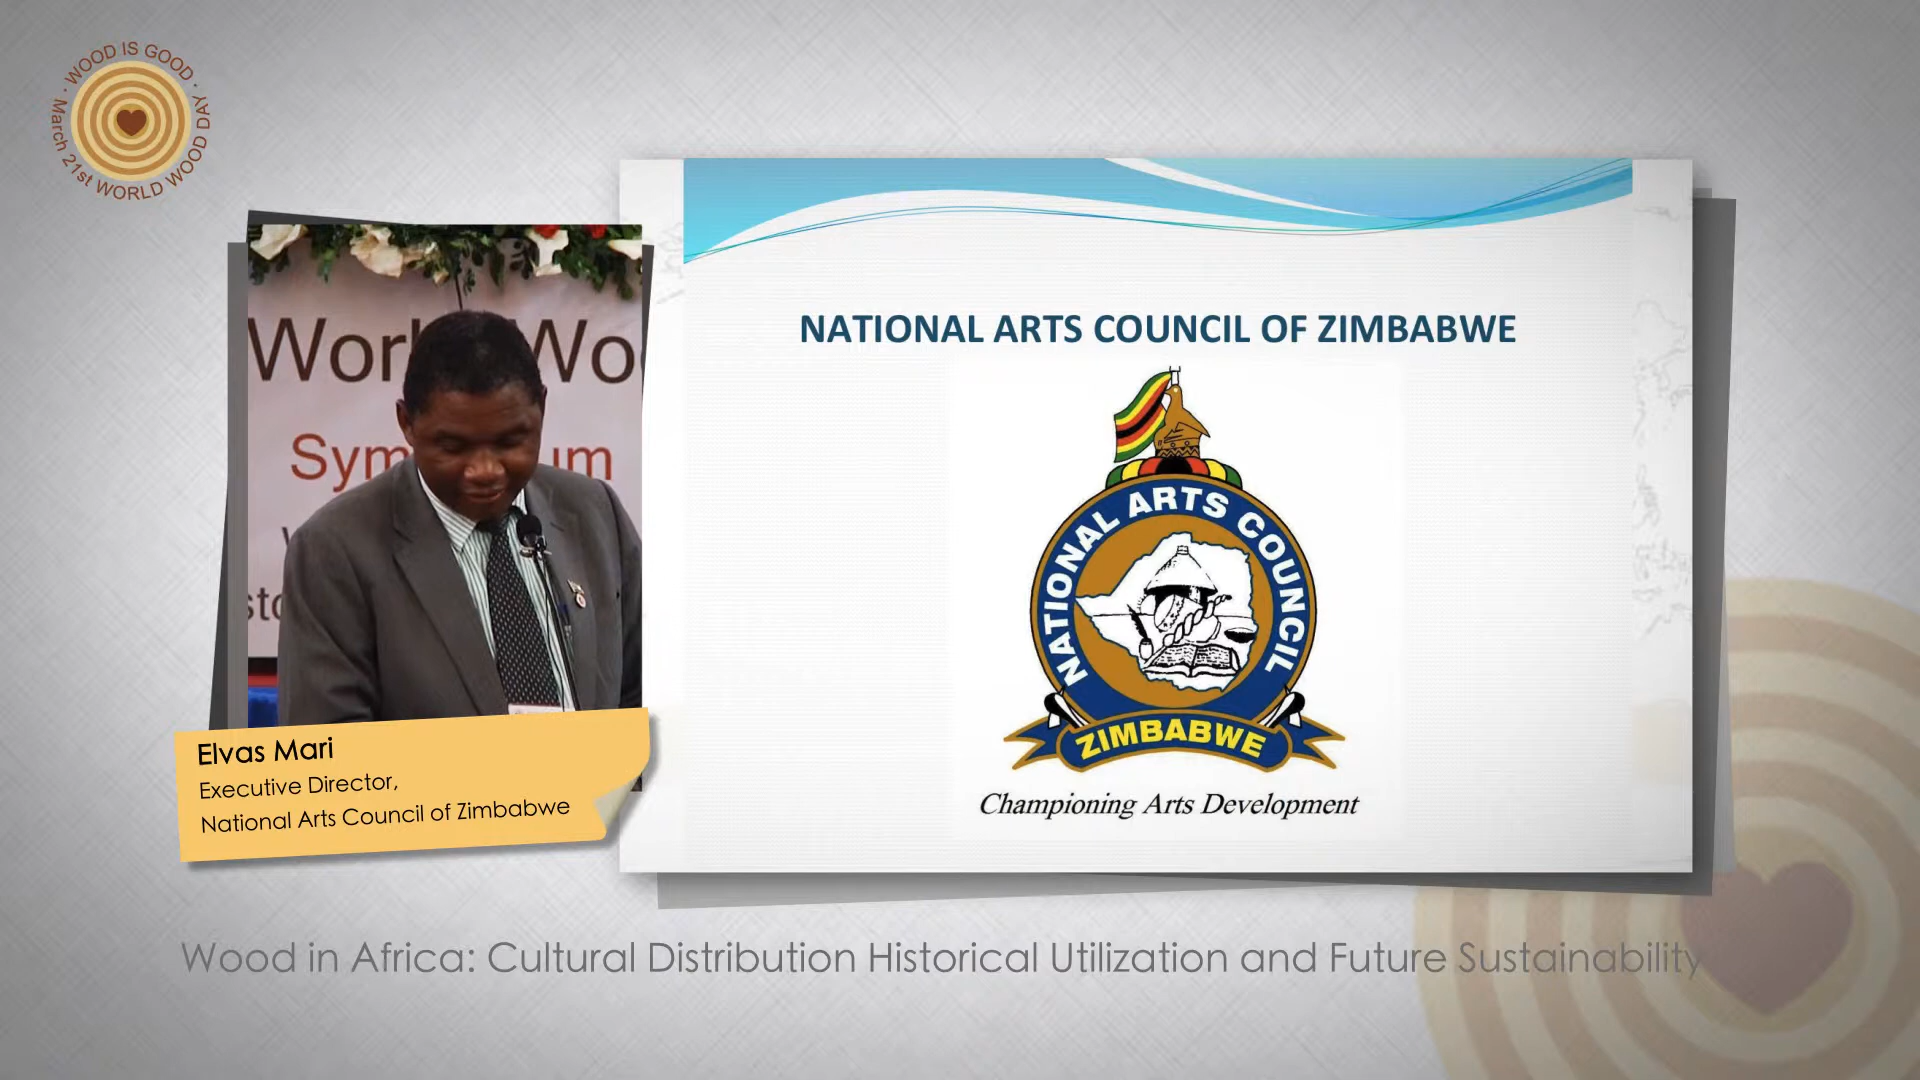 WOOD IS GOOD
March 21st WORLD WOOD DAY
Wor Wo
Sym um
NATIONAL ARTS COUNCIL OF ZIMBABWE
NATIONAL ARTS COUNCIL
ZIMBABWE
Championing Arts Development
Elvas Mari
Executive Director,
National Arts Council of Zimbabwe
Wood in Africa: Cultural Distribution Historical Utilization and Future Sustainability